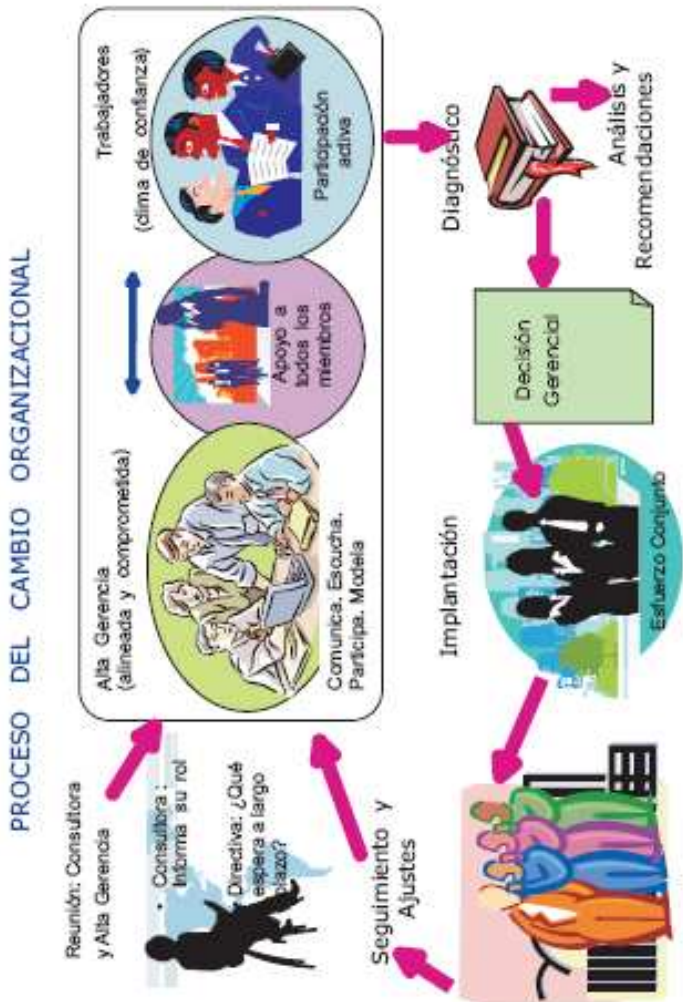 PROCESO DEL CAMBIO ORGANIZACIONAL
Reunión: Consultora
y Alta Gerencia
• Consultora :
Informa su rol
Directiva: ¿Qué
espera a largo
plazo?
Alta Gerencia
(alineada y comprometida)
Comunica. Escucha.
Participa. Modela
Apoyo a
todos los
miembros
Trabajadores
(clima de confianza)
Participación
activa
Diagnóstico
Análisis y
Recomendaciones
Decisión
Gerencial
Implantación
Esfuerzo Conjunto
Seguimiento y
Ajustes